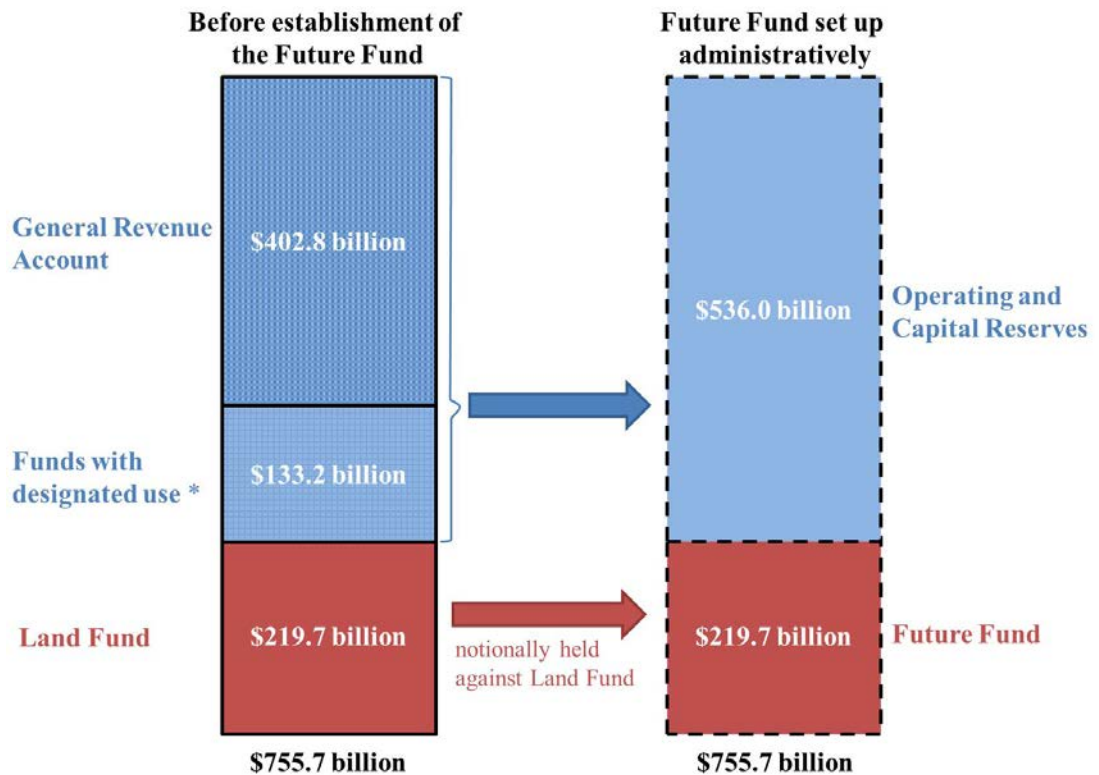 Before establishment of
the Future Fund
Future Fund set up
administratively
General Revenue
Account
$402.8 billion
$536.0 billion
Operating and
Capital Reserves
Funds with
designated use *
$133.2 billion
Land Fund
$219.7 billion
notionally held
against Land Fund
$219.7 billion
Future Fund
$755.7 billion
$755.7 billion